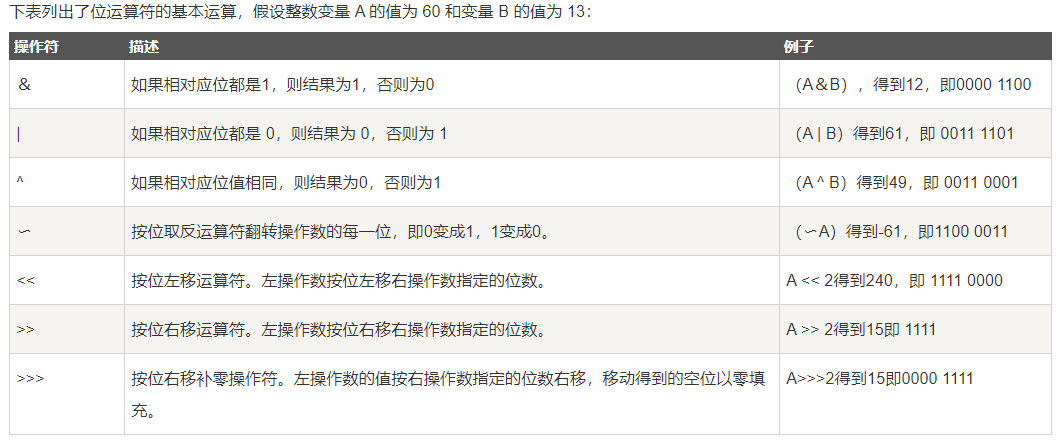 下表列出了位运算符的基本运算，假设整数变量 A 的值为 60 和变量 B 的值为 13：
操作符 描述 例子
＆ 如果相对应位都是1，则结果为1，否则为0 （A＆B），得到12，即0000 1100
| 如果相对应位都是 0，则结果为 0，否则为 1 （A | B）得到61，即 0011 1101
^ 如果相对应位值相同，则结果为0，否则为1 （A ^ B）得到49，即 0011 0001
〜 按位取反运算符翻转操作数的每一位，即0变成1，1变成0。 （〜A）得到-61，即1100 0011
<< 按位左移运算符。左操作数按位左移右操作数指定的位数。 A << 2得到240，即 1111 0000
>> 按位右移运算符。左操作数按位右移右操作数指定的位数。 A >> 2得到15即 1111
>>> 按位右移补零操作符。左操作数的值按右操作数指定的位数右移，移动得到的空位以零填 A>>>2得到15即0000 1111
充。